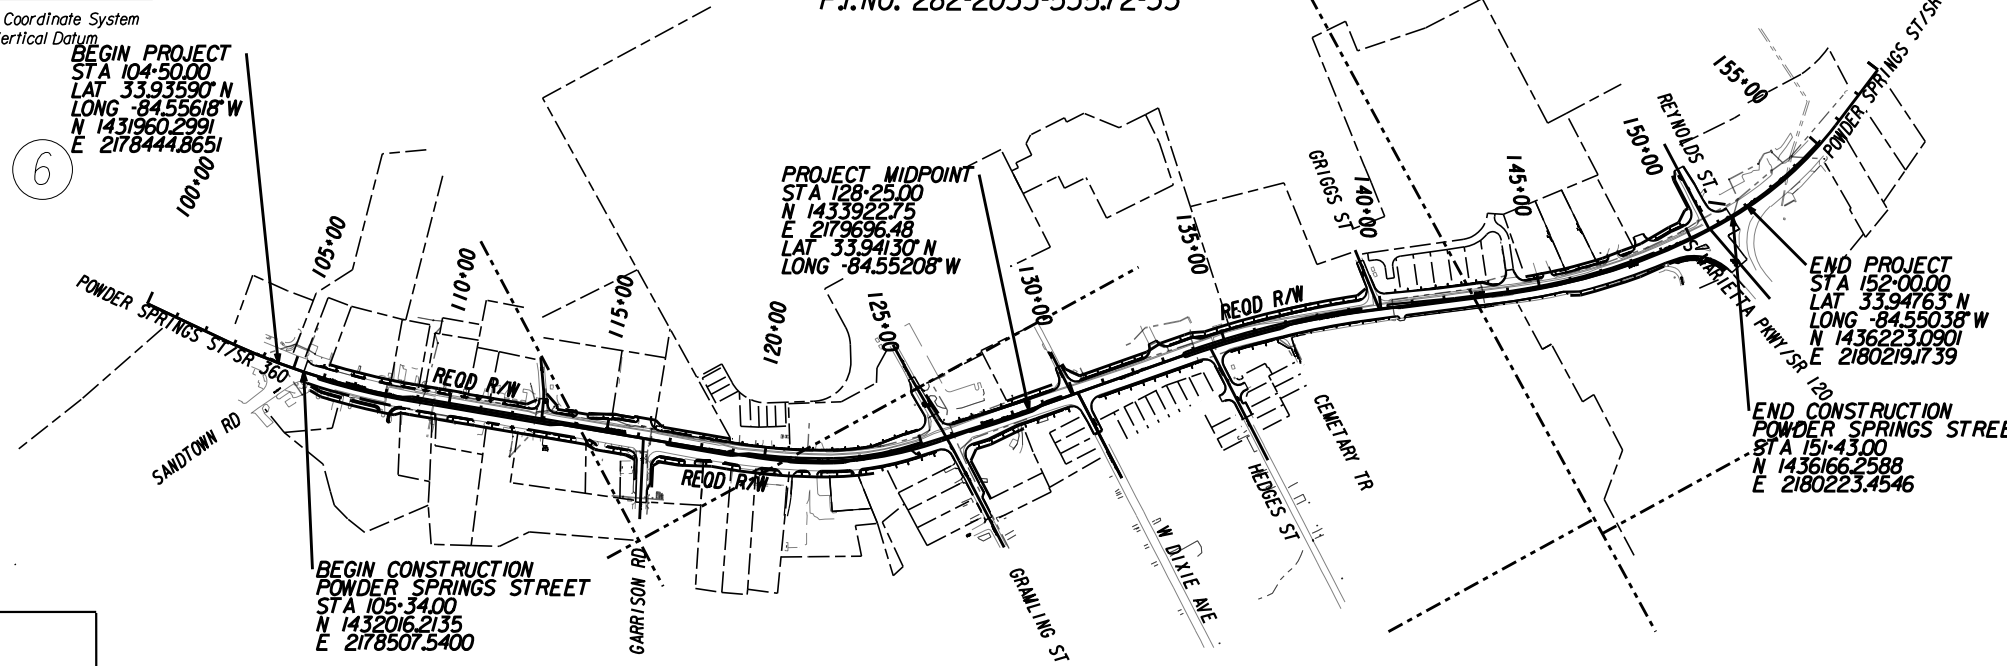 Coordinate System
ertical Datum
P.I.NO. 282-2055-555.72-55
BEGIN PROJECT
STA 104+50.00
LAT 33.93590° N
LONG -84.55618° W
N 1431960.2991
E 2178444.8651
6
100+00
105+00
110+00
115+00
120+00
125+00
130+00
135+00
140+00
145+00
150+00
155+00
PROJECT MIDPOINT
STA 128+25.00
N 1433922.75
E 2179696.48
LAT 33.94130° N
LONG -84.55208° W
POWDER SPRINGS ST/SR 360
SANDTOWN RD
REQD R/W
REQD R/W
REQD R/W
GARRISON RD
GRAMLING ST
W DIXIE AVE
HEDGES ST
CEMETARY TR
GRIGGS ST
REYNOLDS ST
S MARIETTA PKWY/SR 120
POWDER SPRINGS ST/SR
END PROJECT
STA 152+00.00
LAT 33.94763° N
LONG -84.55038° W
N 1436223.0901
E 2180219.1739
END CONSTRUCTION
POWDER SPRINGS STREE
STA 151+43.00
N 1436166.2588
E 2180223.4546
BEGIN CONSTRUCTION
POWDER SPRINGS STREET
STA 105+34.00
N 1432016.2135
E 2178507.5400